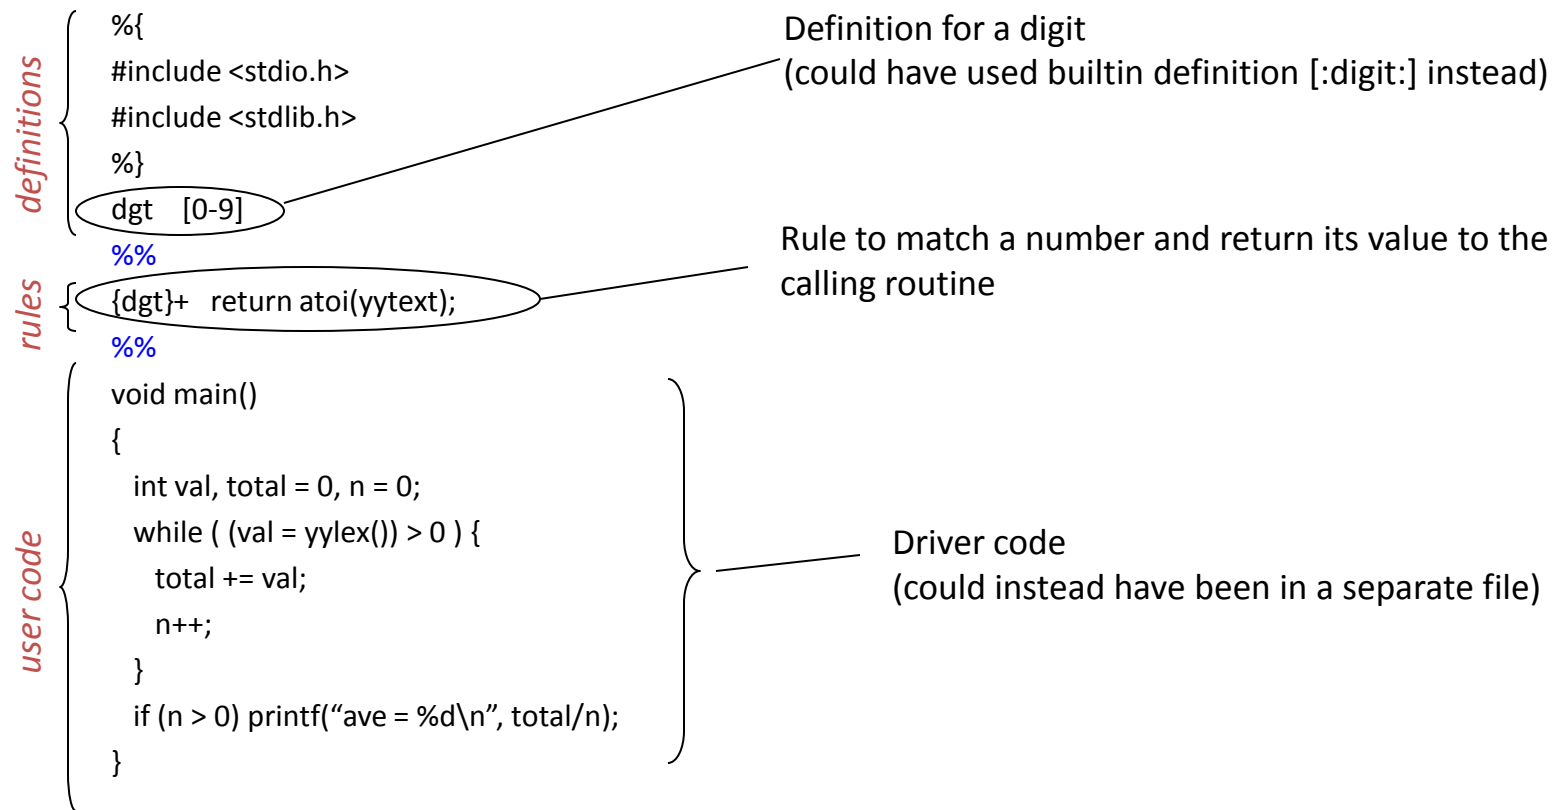 definitions
%{
#include <stdio.h>
#include <stdlib.h>
%}
dgt [0-9]
%%
rules
{dgt}+ return atoi(yytext);
%%
user code
void main()
{
int val, total = 0, n = 0;
while ( (val = yylex()) > 0 ) {
total += val;
n++;
}
if (n > 0) printf(“ave = %d\n”, total/n);
}
Definition for a digit
(could have used builtin definition [:digit:] instead)
Rule to match a number and return its value to the
calling routine
Driver code
(could instead have been in a separate file)